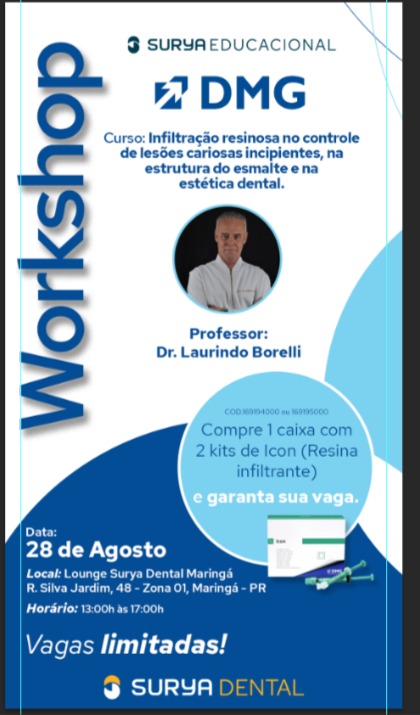 Workshop
SURYA EDUCACIONAL
DMG
Curso: Infiltração resinosa no controle
de lesões cariosas incipientes, na
estrutura do esmalte e na
estética dental.
Professor:
Dr. Laurindo Borelli
COD.169194000 ou 169195000
Compre 1 caixa com
2 kits de Icon (Resina
infiltrante)
e garanta sua vaga.
Icon
DMG
Data:
28 de Agosto
Local: Lounge Surya Dental Maringá
R. Silva Jardim, 48 - Zona 01, Maringá - PR
Horário: 13:00h às 17:00h
Vagas limitadas!
SURYA DENTAL